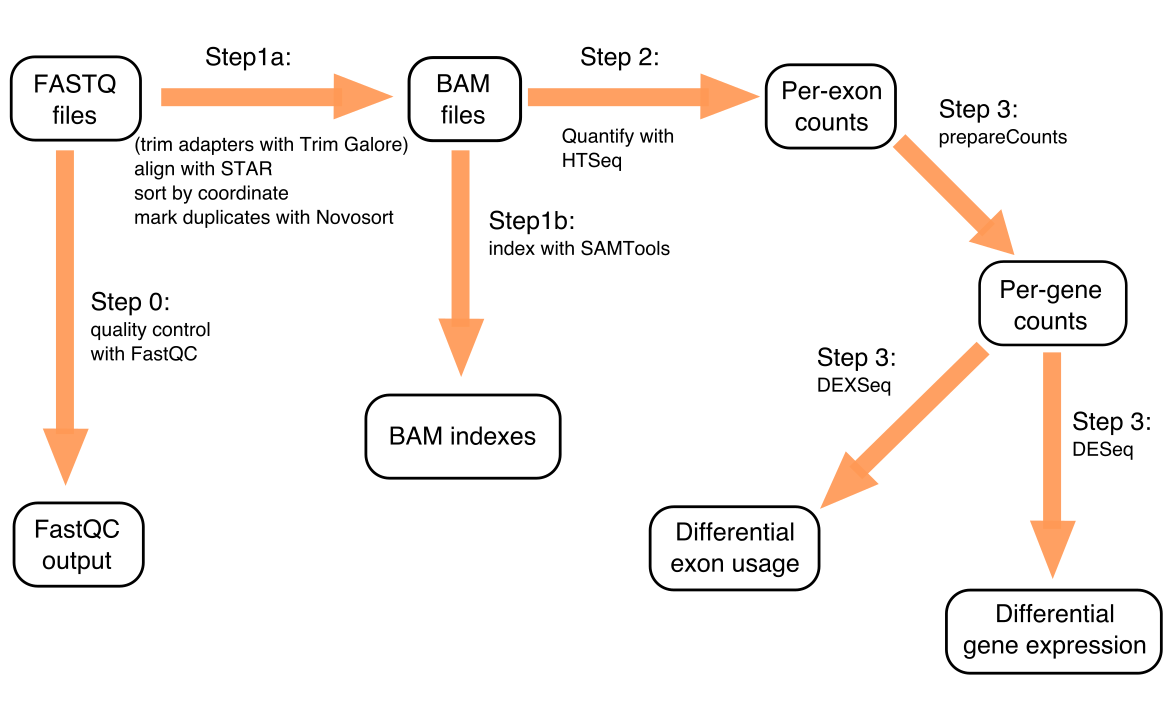 FASTQ
files
Step1a:
(trim adapters with Trim Galore)
align with STAR
sort by coordinate
mark duplicates with Novosort
BAM
files
Step 2:
Quantify with
HTSeq
Per-exon
counts
Step 3:
prepareCounts
Step1b:
index with SAMTools
Step 0:
quality control
with FastQC
Per-gene
counts
Step 3:
DEXSeq
Step 3:
DESeq
BAM indexes
FastQC
output
Differential
exon usage
Differential
gene expression